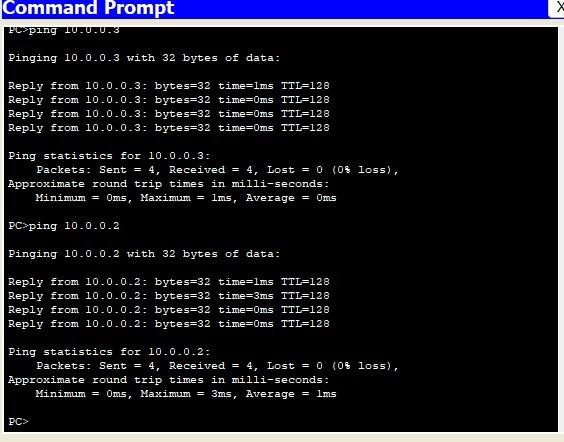 Command Prompt
X
PC>ping 10.0.0.3
Pinging 10.0.0.3 with 32 bytes of data:
Reply from 10.0.0.3: bytes=32 time=1ms TTL=128
Reply from 10.0.0.3: bytes=32 time=0ms TTL=128
Reply from 10.0.0.3: bytes=32 time=0ms TTL=128
Reply from 10.0.0.3: bytes=32 time=0ms TTL=128
Ping statistics for 10.0.0.3:
    Packets: Sent = 4, Received = 4, Lost = 0 (0% loss),
Approximate round trip times in milli-seconds:
    Minimum = 0ms, Maximum = 1ms, Average = 0ms
PC>ping 10.0.0.2
Pinging 10.0.0.2 with 32 bytes of data:
Reply from 10.0.0.2: bytes=32 time=1ms TTL=128
Reply from 10.0.0.2: bytes=32 time=3ms TTL=128
Reply from 10.0.0.2: bytes=32 time=0ms TTL=128
Reply from 10.0.0.2: bytes=32 time=0ms TTL=128
Ping statistics for 10.0.0.2:
    Packets: Sent = 4, Received = 4, Lost = 0 (0% loss),
Approximate round trip times in milli-seconds:
    Minimum = 0ms, Maximum = 3ms, Average = 1ms
PC>